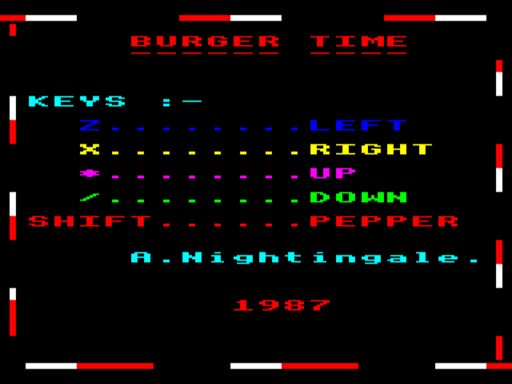 BURGER TIME
KEYS :-
Z........LEFT
X........RIGHT
*........UP
/........DOWN
SHIFT......PEPPER
A.Nightingale.
1987